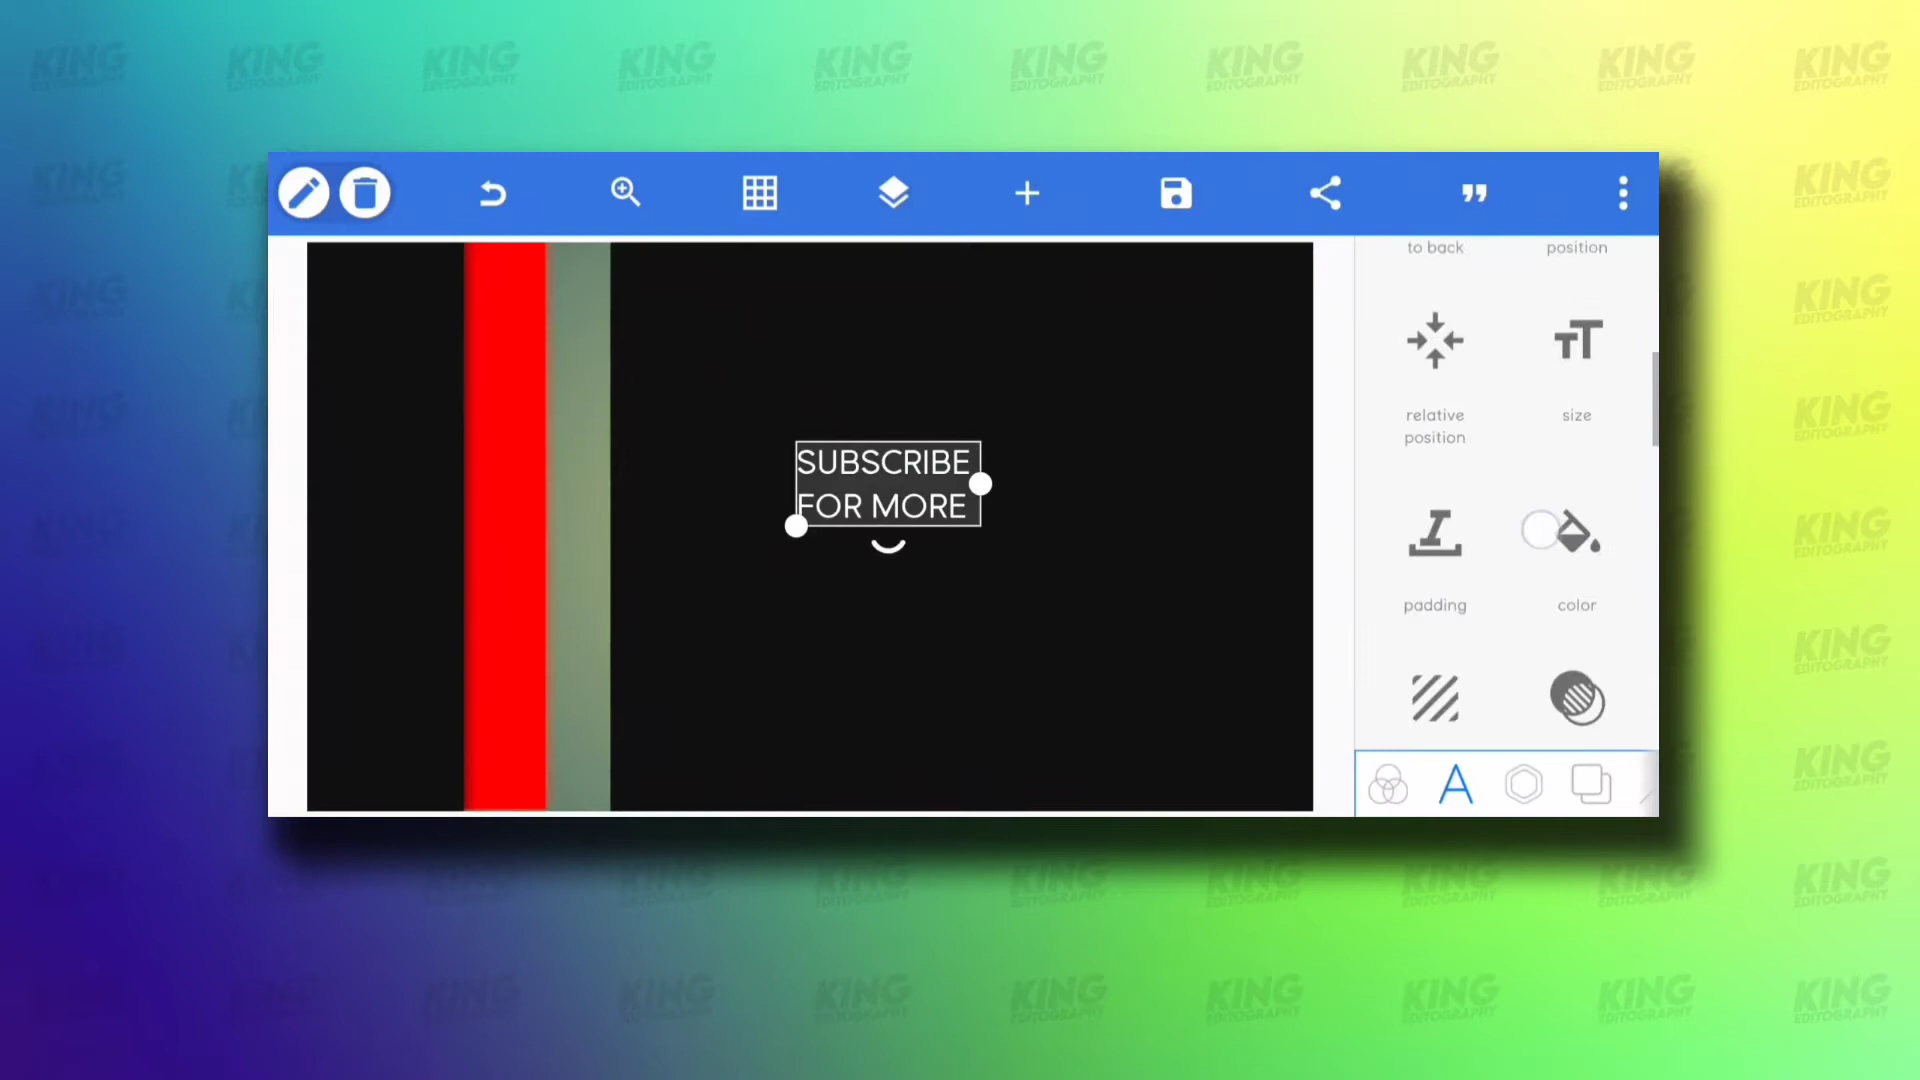 KING EDITOGRAPHY
to back
position
relative
position
size
SUBSCRIBE
FOR MORE
padding
color